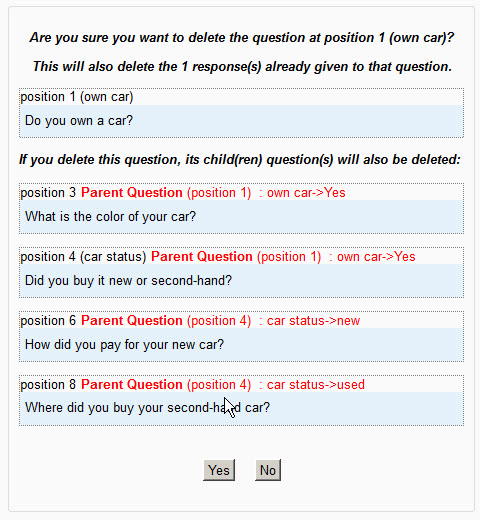 Are you sure you want to delete the question at position 1 (own car)?
This will also delete the 1 response(s) already given to that question.
position 1 (own car)
Do you own a car?
If you delete this question, its child(ren) question(s) will also be deleted:
position 3 Parent Question (position 1)  : own car->Yes
What is the color of your car?
position 4 (car status) Parent Question (position 1)  : own car->Yes
Did you buy it new or second-hand?
position 6 Parent Question (position 4)  : car status->new
How did you pay for your new car?
position 8 Parent Question (position 4)  : car status->used
Where did you buy your second-hand car?
Yes No